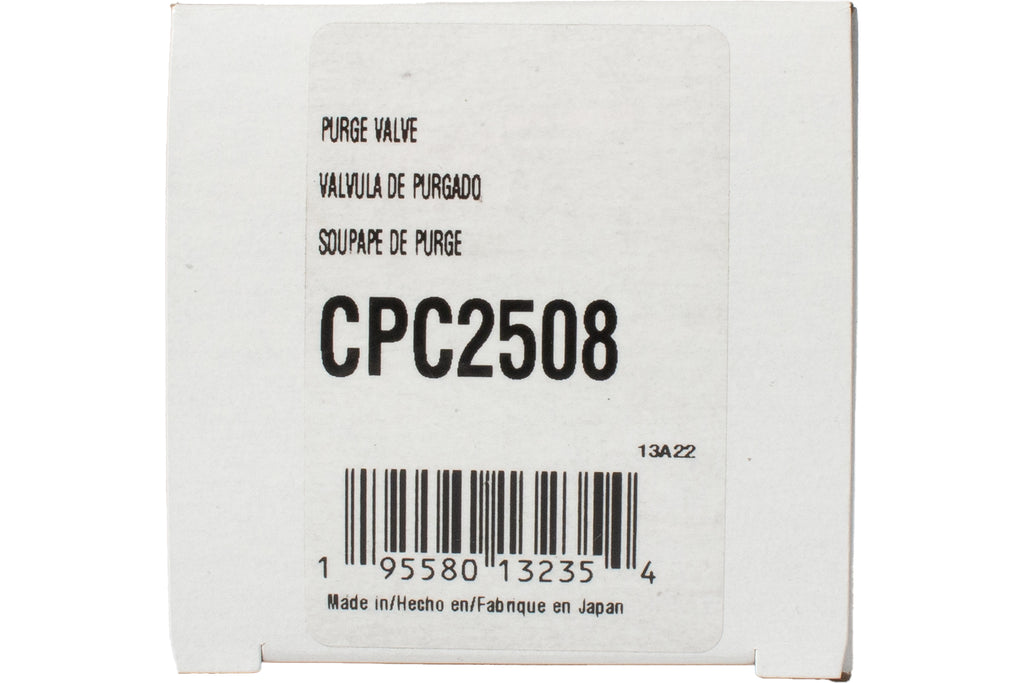 PURGE VALVE
VALVULA DE PURGADO
SOUPAPE DE PURGE
CPC2508
13A22
1 95580 13235 4
Made in/Hecho en/Fabrique en Japan